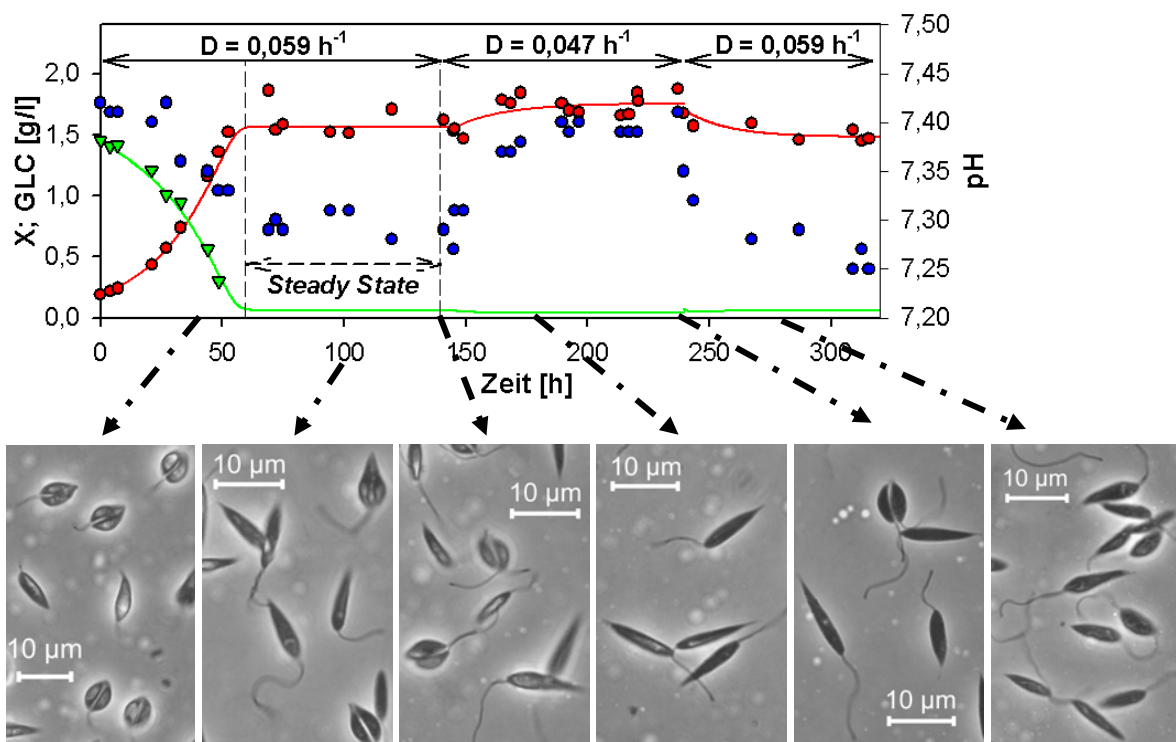 D = 0,059 h⁻¹ D = 0,047 h⁻¹ D = 0,059 h⁻¹
X; GLC [g/l]
2,0
1,5
1,0
0,5
0,0
7,50
7,45
7,40
7,35
7,30
7,25
7,20
pH
Steady State
0 50 100 150 200 250 300
Zeit [h]
10 µm
10 µm
10 µm
10 µm
10 µm
10 µm